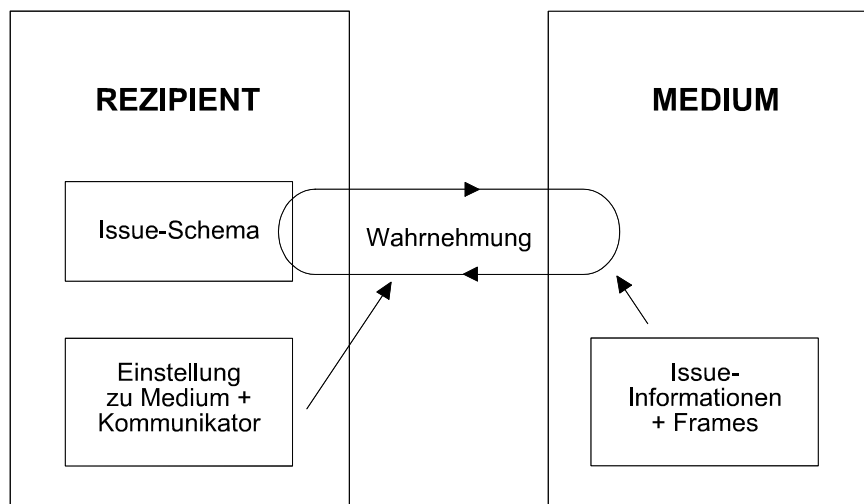 REZIPIENT
MEDIUM
Issue-Schema
Wahrnehmung
Einstellung
zu Medium +
Kommunikator
Issue-
Informationen
+ Frames